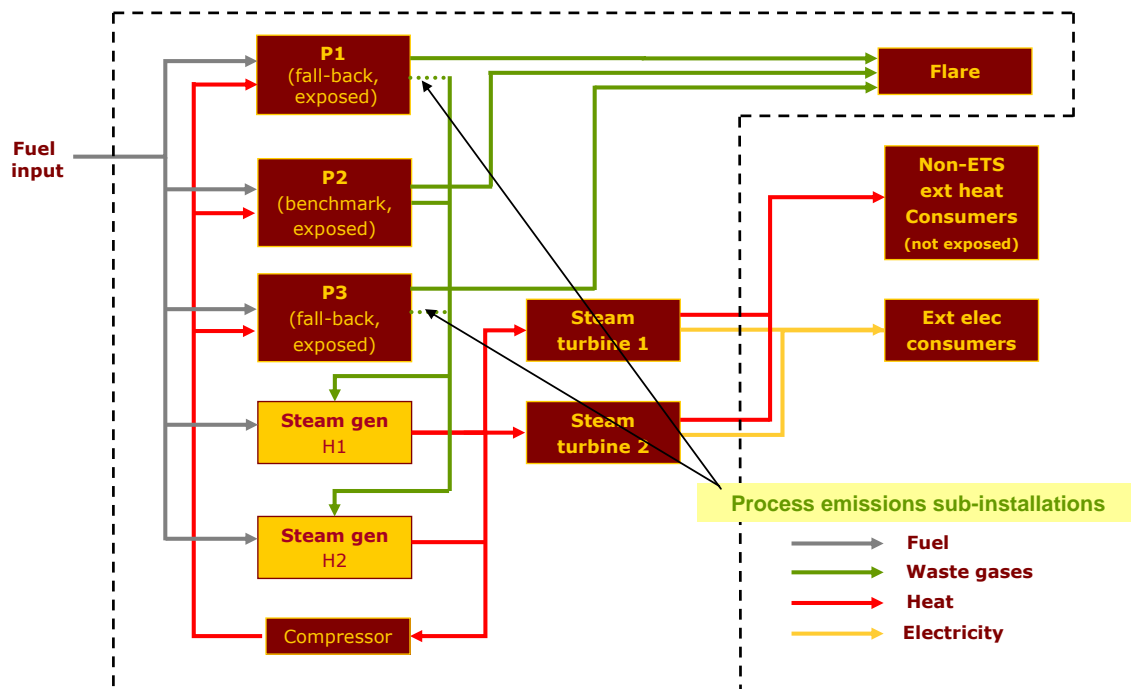 P1
(fall-back,
exposed)
Flare
Fuel
input
P2
(benchmark,
exposed)
Non-ETS
ext heat
Consumers
(not exposed)
P3
(fall-back,
exposed)
Steam
turbine 1
Ext elec
consumers
Steam gen
H1
Steam
turbine 2
Process emissions sub-installations
Steam gen
H2
Fuel
Waste gases
Heat
Electricity
Compressor